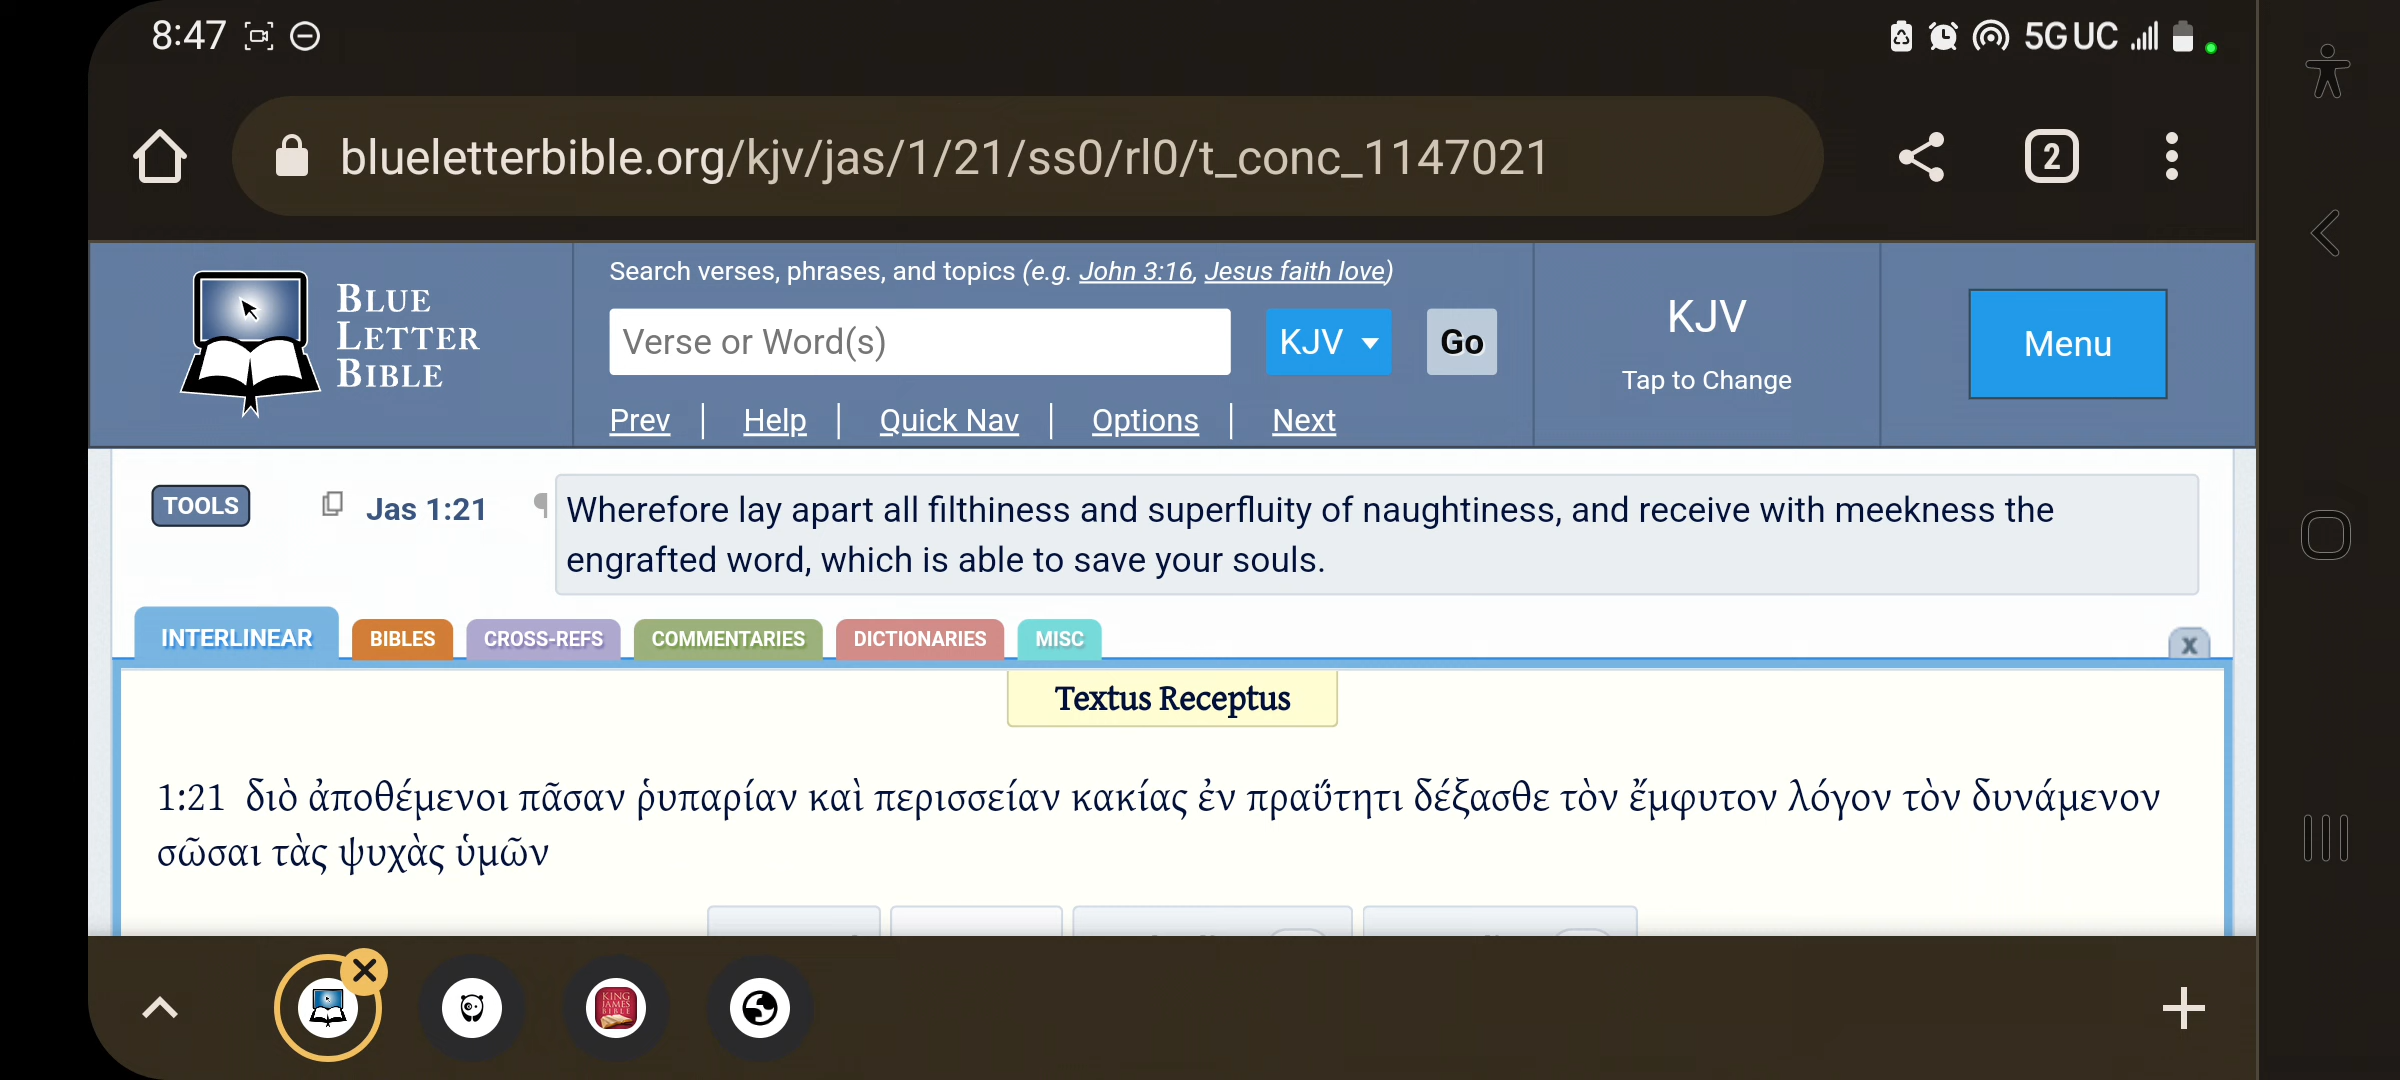 8:47
5G UC
blueletterbible.org/kjv/jas/1/21/ss0/rl0/t_conc_1147021
2
BLUE
LETTER
BIBLE
Search verses, phrases, and topics (e.g. John 3:16, Jesus faith love)
Verse or Word(s)
KJV
Go
Prev | Help | Quick Nav | Options | Next
KJV
Tap to Change
Menu
TOOLS
Jas 1:21
¶
Wherefore lay apart all filthiness and superfluity of naughtiness, and receive with meekness the
engrafted word, which is able to save your souls.
INTERLINEAR BIBLES CROSS-REFS COMMENTARIES DICTIONARIES MISC
x
Textus Receptus
1:21 διὸ ἀποθέμενοι πᾶσαν ῥυπαρίαν καὶ περισσείαν κακίας ἐν πραΰτητι δέξασθε τὸν ἔμφυτον λόγον τὸν δυνάμενον
σῶσαι τὰς ψυχὰς ὑμῶν
KING
JAMES
BIBLE